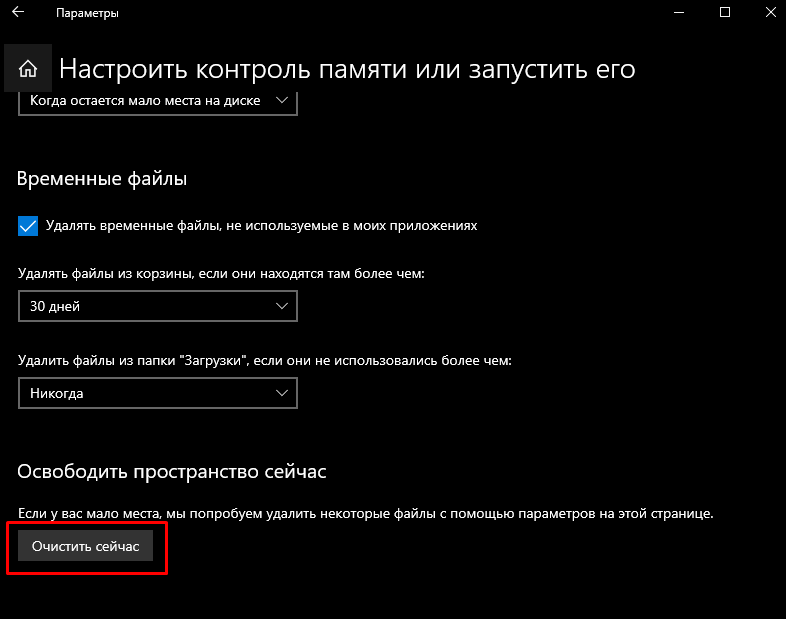 Параметры
Настроить контроль памяти или запустить его
Когда остается мало места на диске
Временные файлы
Удалять временные файлы, не используемые в моих приложениях
Удалять файлы из корзины, если они находятся там более чем:
30 дней
Удалить файлы из папки "Загрузки", если они не использовались более чем:
Никогда
Освободить пространство сейчас
Если у вас мало места, мы попробуем удалить некоторые файлы с помощью параметров на этой странице.
Очистить сейчас